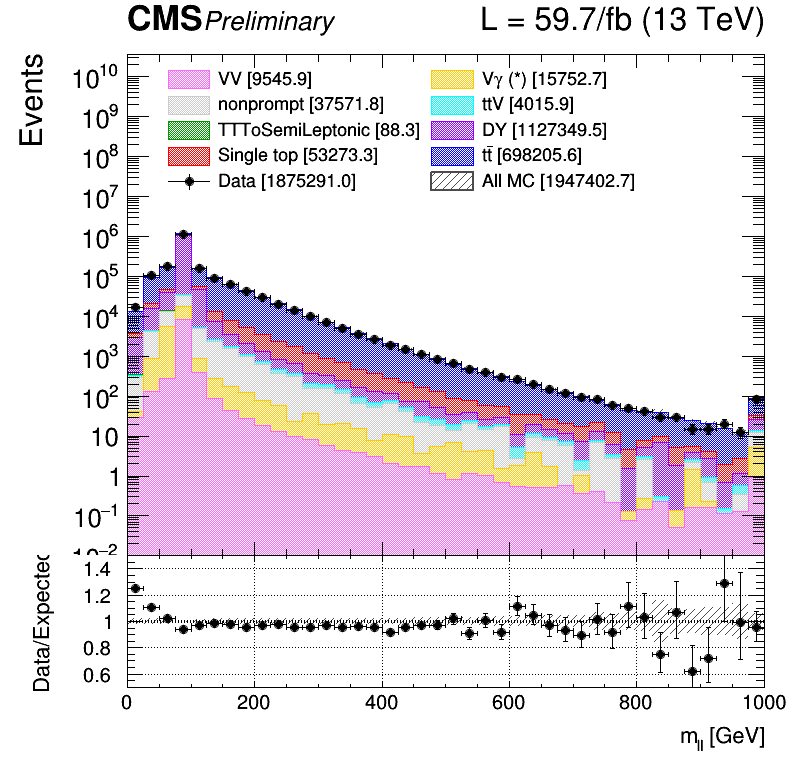 CMS Preliminary L = 59.7/fb (13 TeV)
Events
10^10
10^9
10^8
10^7
10^6
10^5
10^4
10^3
10^2
10
1
10^−1
10^−2
VV [9545.9]
nonprompt [37571.8]
TTToSemiLeptonic [88.3]
Single top [53273.3]
Data [1875291.0]
Vγ (*) [15752.7]
ttV [4015.9]
DY [1127349.5]
tt̄ [698205.6]
All MC [1947402.7]
Data/Expected
1.4
1.2
1
0.8
0.6
0 200 400 600 800 1000
m_ll [GeV]